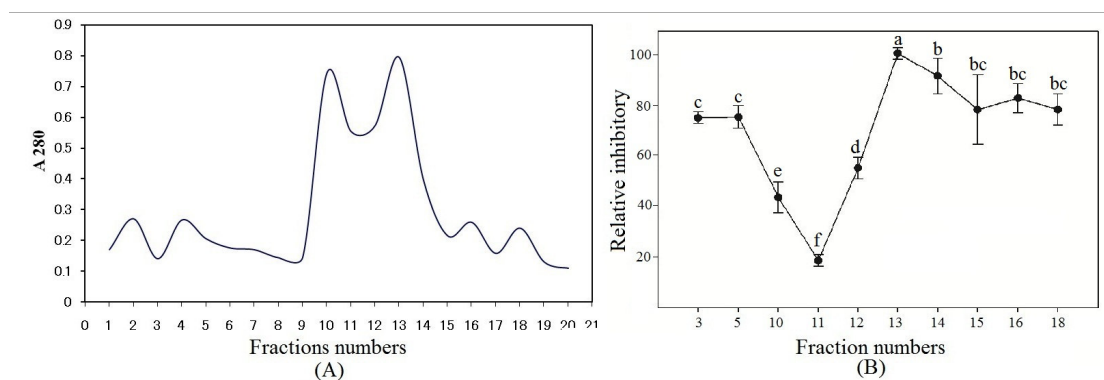 0.9
0.8
0.7
0.6
0.5
0.4
0.3
0.2
0.1
0
A 280
0 1 2 3 4 5 6 7 8 9 10 11 12 13 14 15 16 17 18 19 20 21
Fractions numbers
(A)
100
80
60
40
20
Relative inhibitory
c c e f d a b bc bc bc
3 5 10 11 12 13 14 15 16 18
Fraction numbers
(B)